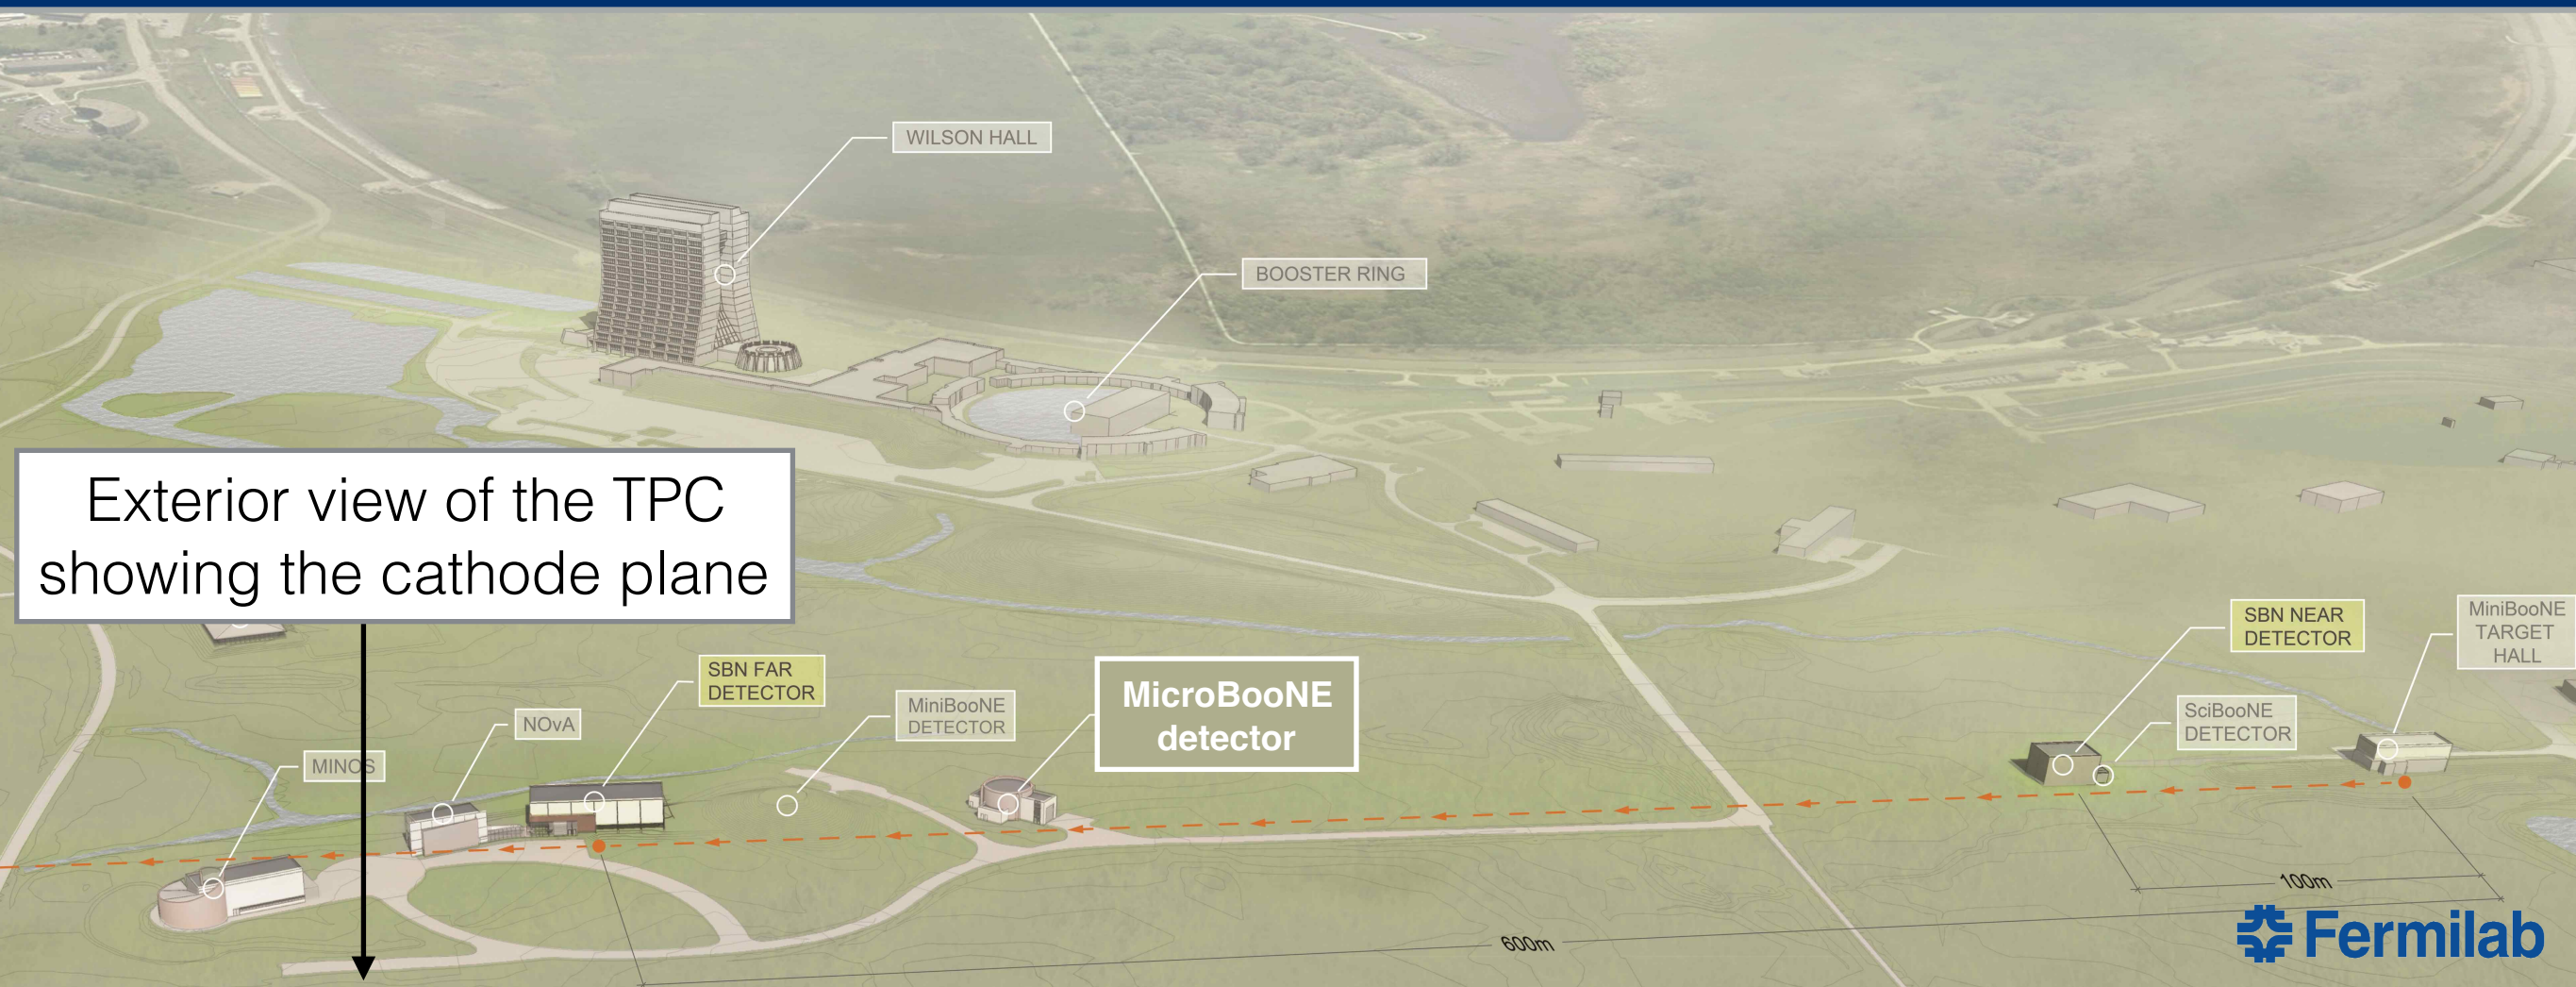 WILSON HALL
BOOSTER RING
Exterior view of the TPC
showing the cathode plane
SBN FAR
DETECTOR
NOvA
MINOS
MiniBooNE
DETECTOR
MicroBooNE
detector
SBN NEAR
DETECTOR
MiniBooNE
TARGET
HALL
SciBooNE
DETECTOR
100m
600m
Fermilab